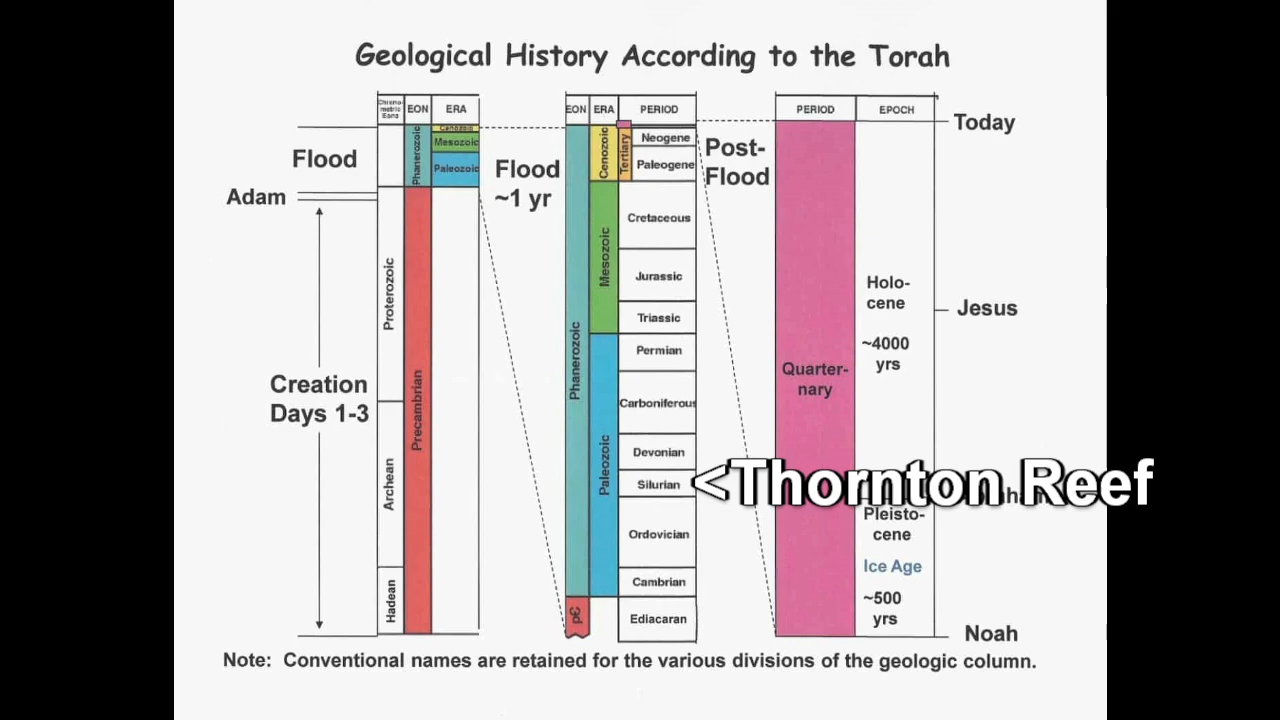 Geological History According to the Torah
Chrono-
metric
Eons
EON
ERA
Flood
Adam
Creation
Days 1-3
Proterozoic
Archean
Hadean
Phanerozoic
Precambrian
Cenozoic
Mesozoic
Paleozoic
Flood
~1 yr
EON
ERA
PERIOD
Phanerozoic
p€
Cenozoic
Mesozoic
Paleozoic
Tertiary
Neogene
Paleogene
Cretaceous
Jurassic
Triassic
Permian
Carboniferous
Devonian
Silurian
Ordovician
Cambrian
Ediacaran
<Thornton Reef
Post-
Flood
PERIOD
EPOCH
Quarter-
nary
Holo-
cene
~4000
yrs
Pleisto-
cene
Ice Age
~500
yrs
Today
Jesus
Noah
Note: Conventional names are retained for the various divisions of the geologic column.